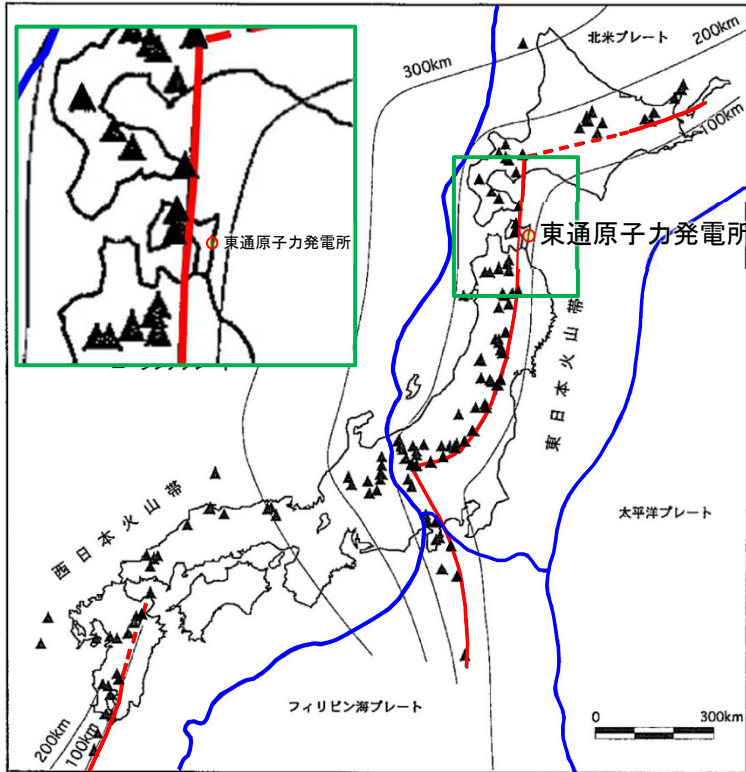 北米プレート
200km
300km
100km
東通原子力発電所
東通原子力発電所
東日本火山帯
西日本火山帯
太平洋プレート
フィリピン海プレート
0 300km
200km
100km